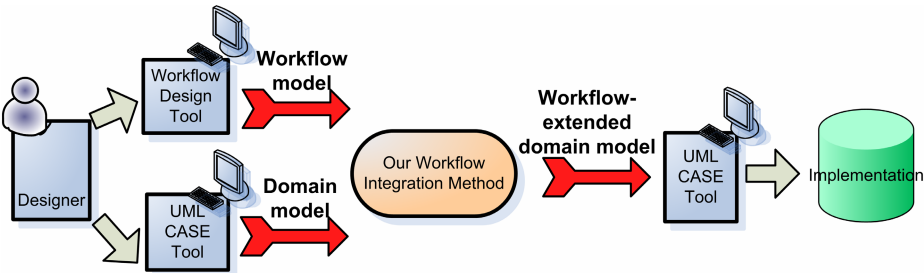 Designer
Workflow
Design
Tool
Workflow
model
UML
CASE
Tool
Domain
model
Our Workflow
Integration Method
Workflow-
extended
domain model
UML
CASE
Tool
Implementation